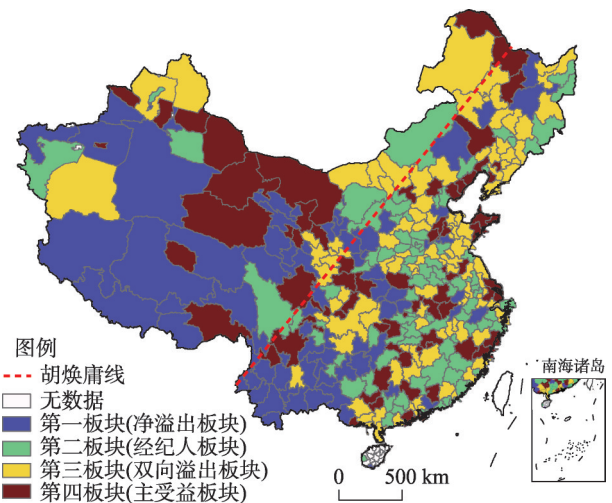 图例
胡焕庸线
无数据
第一板块(净溢出板块)
第二板块(经纪人板块)
第三板块(双向溢出板块)
第四板块(主受益板块)
0 500 km
南海诸岛